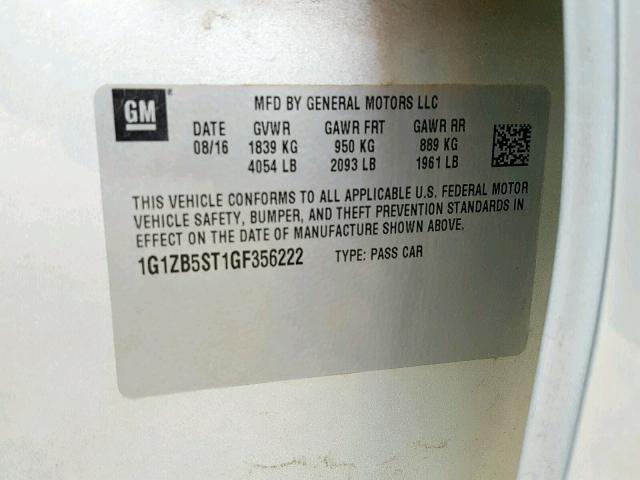 GM
MFD BY GENERAL MOTORS LLC
DATE GVWR GAWR FRT GAWR RR
08/16 1839 KG 950 KG 889 KG
4054 LB 2093 LB 1961 LB
THIS VEHICLE CONFORMS TO ALL APPLICABLE U.S. FEDERAL MOTOR
VEHICLE SAFETY, BUMPER, AND THEFT PREVENTION STANDARDS IN
EFFECT ON THE DATE OF MANUFACTURE SHOWN ABOVE.
1G1ZB5ST1GF356222 TYPE: PASS CAR